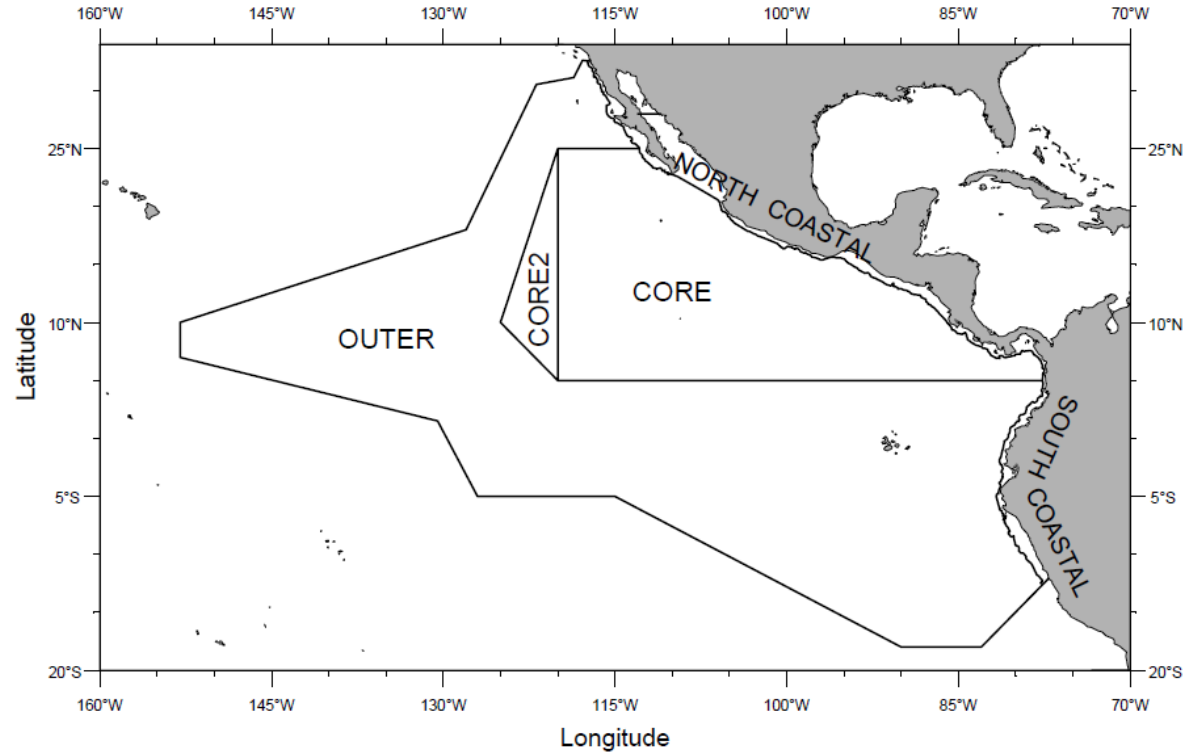 160°W 145°W 130°W 115°W 100°W 85°W 70°W
25°N 25°N
NORTH COASTAL
CORE2
CORE
10°N 10°N
OUTER
Latitude
SOUTH COASTAL
5°S 5°S
20°S 20°S
160°W 145°W 130°W 115°W 100°W 85°W 70°W
Longitude